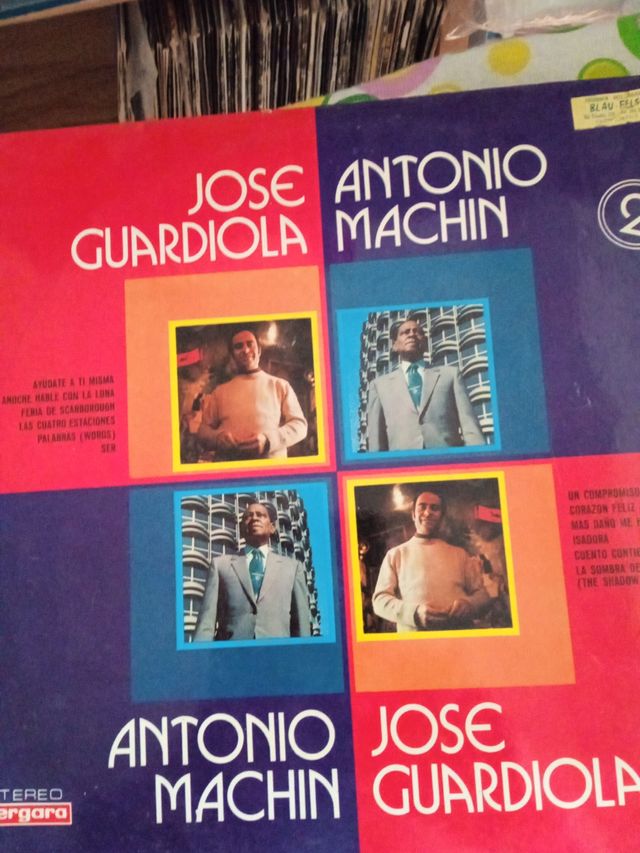 JOSE
GUARDIOLA
ANTONIO
MACHIN
BLAU
2
AYUDATE A TI MISMA
ANOCHE HABLE CON LA LUNA
FERIA DE SCARBOROUGH
LAS CUATRO ESTACIONES
PALABRAS (WORDS)
SER
UN COMPROMISO
CORAZON FELIZ
MAS DAÑO ME
ISADORA
CUENTO
LA SOMBRA DE
(THE SHADOW
ANTONIO
MACHIN
JOSE
GUARDIOLA
TEREO
ergara